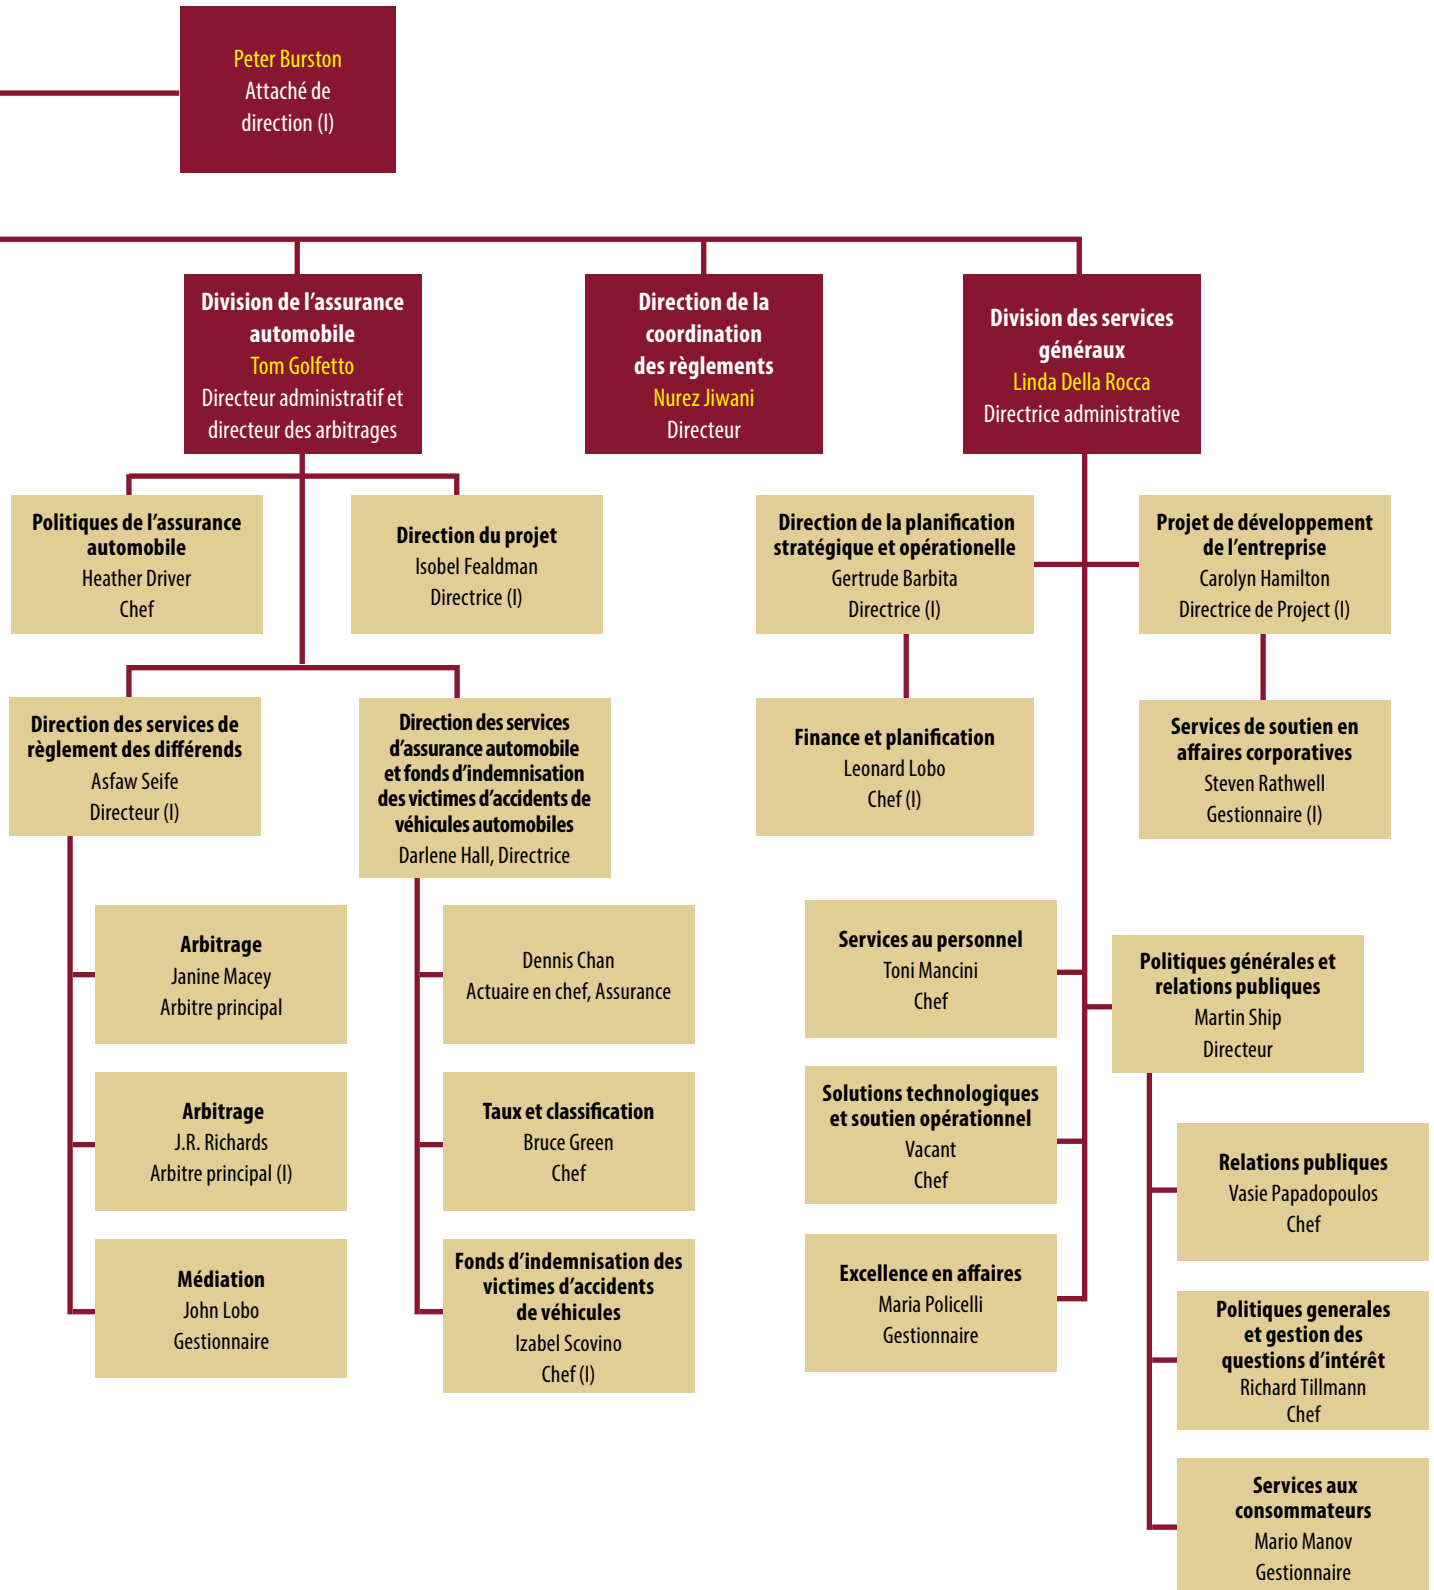 Peter Burston
Attaché de
direction (I)
Division de l'assurance
automobile
Tom Golfetto
Directeur administratif et
directeur des arbitrages
Direction de la
coordination
des règlements
Nurez Jiwani
Directeur
Division des services
généraux
Linda Della Rocca
Directrice administrative
Politiques de l'assurance
automobile
Heather Driver
Chef
Direction du projet
Isobel Fealdman
Directrice (I)
Direction de la planification
stratégique et opérationelle
Gertrude Barbita
Directrice (I)
Projet de développement
de l'entreprise
Carolyn Hamilton
Directrice de Project (I)
Direction des services de
règlement des différends
Asfaw Seife
Directeur (I)
Direction des services
d'assurance automobile
et fonds d'indemnisation
des victimes d'accidents de
véhicules automobiles
Darlene Hall, Directrice
Finance et planification
Leonard Lobo
Chef (I)
Services de soutien en
affaires corporatives
Steven Rathwell
Gestionnaire (I)
Arbitrage
Janine Macey
Arbitre principal
Dennis Chan
Actuaire en chef, Assurance
Services au personnel
Toni Mancini
Chef
Politiques générales et
relations publiques
Martin Ship
Directeur
Arbitrage
J.R. Richards
Arbitre principal (I)
Taux et classification
Bruce Green
Chef
Solutions technologiques
et soutien opérationnel
Vacant
Chef
Relations publiques
Vasie Papadopoulos
Chef
Médiation
John Lobo
Gestionnaire
Fonds d'indemnisation des
victimes d'accidents
de véhicules
Izabel Scovino
Chef (I)
Excellence en affaires
Maria Policelli
Gestionnaire
Politiques generales
et gestion des
questions d'intérêt
Richard Tillmann
Chef
Services aux
consommateurs
Mario Manov
Gestionnaire